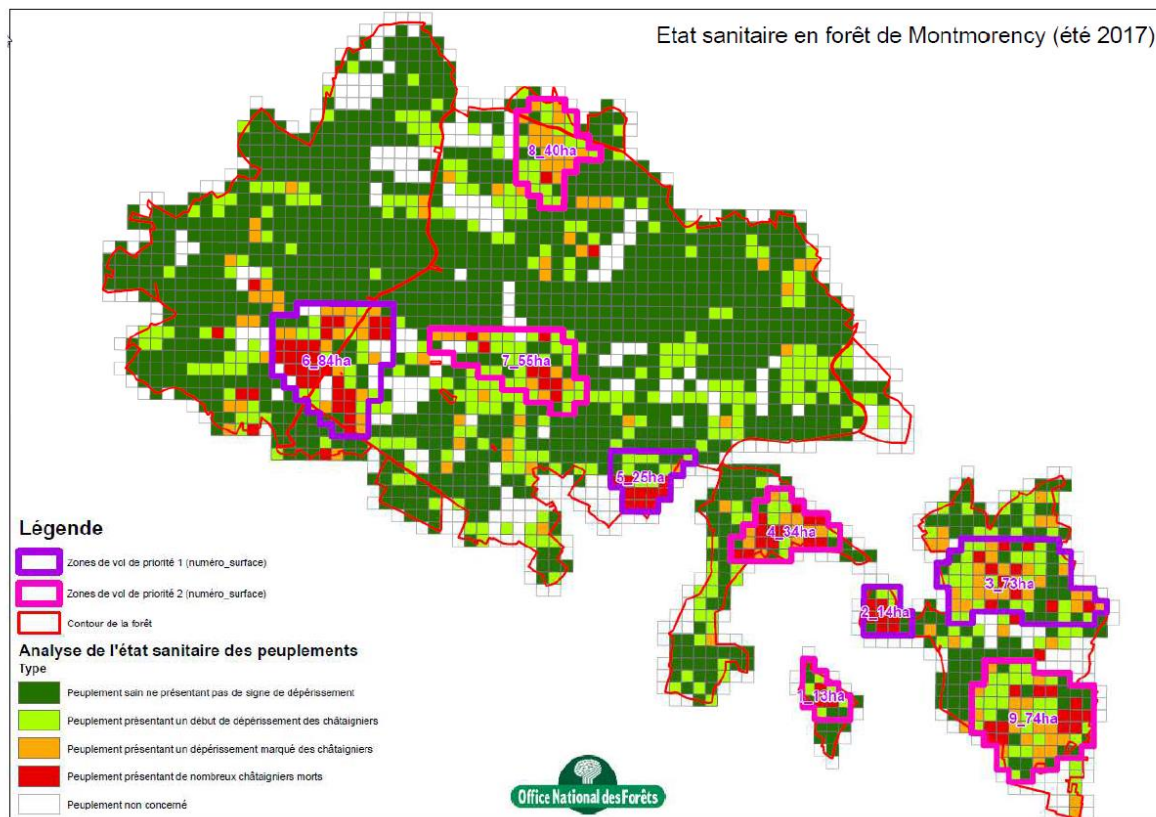 Etat sanitaire en forêt de Montmorency (été 2017)
8_40ha
6_84ha
7_55ha
5_25ha
4_34ha
3_73ha
2_14ha
1_13ha
9_74ha
Légende
Zones de vol de priorité 1 (numéro_surface)
Zones de vol de priorité 2 (numéro_surface)
Contour de la forêt
Analyse de l'état sanitaire des peuplements
Type
Peuplement sain ne présentant pas de signe de dépérissement
Peuplement présentant un début de dépérissement des châtaigniers
Peuplement présentant un dépérissement marqué des châtaigniers
Peuplement présentant de nombreux châtaigniers morts
Peuplement non concerné
Office National des Forêts